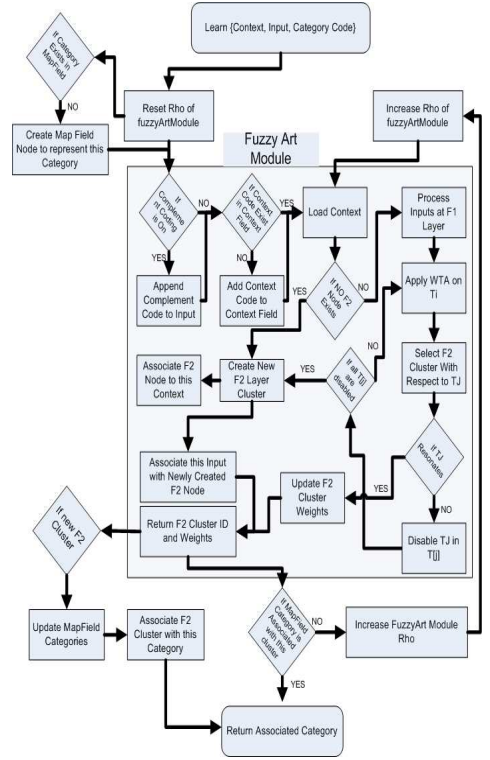 Learn {Context, Input, Category Code}
If Category
Exists in
MapField
NO
Reset Rho of
fuzzyArtModule
Increase Rho of
fuzzyArtModule
Create Map Field
Node to represent this
Category
Fuzzy Art
Module
If
Compleme
nt Coding
is On
NO
YES
If Context
Code Exist
in Context
Field
YES
NO
Load Context
Process
Inputs at F1
Layer
Append
Complement
Code to Input
Add Context
Code to
Context Field
If NO F2
Node
Exists
YES
NO
Apply WTA on
Ti
NO
Associate F2
Node to this
Context
Create New
F2 Layer
Cluster
YES
If all T[j]
are
disabled
Select F2
Cluster With
Respect to TJ
If TJ
Resonates
YES
NO
Associate this Input
with Newly Created
F2 Node
Update F2
Cluster
Weights
Disable TJ in
T[j]
If new F2
Cluster
Return F2 Cluster ID
and Weights
Update MapField
Categories
Associate F2
Cluster with this
Category
If MapField
Category is
Associated
with this
cluster
NO
Increase FuzzyArt Module
Rho
YES
Return Associated Category